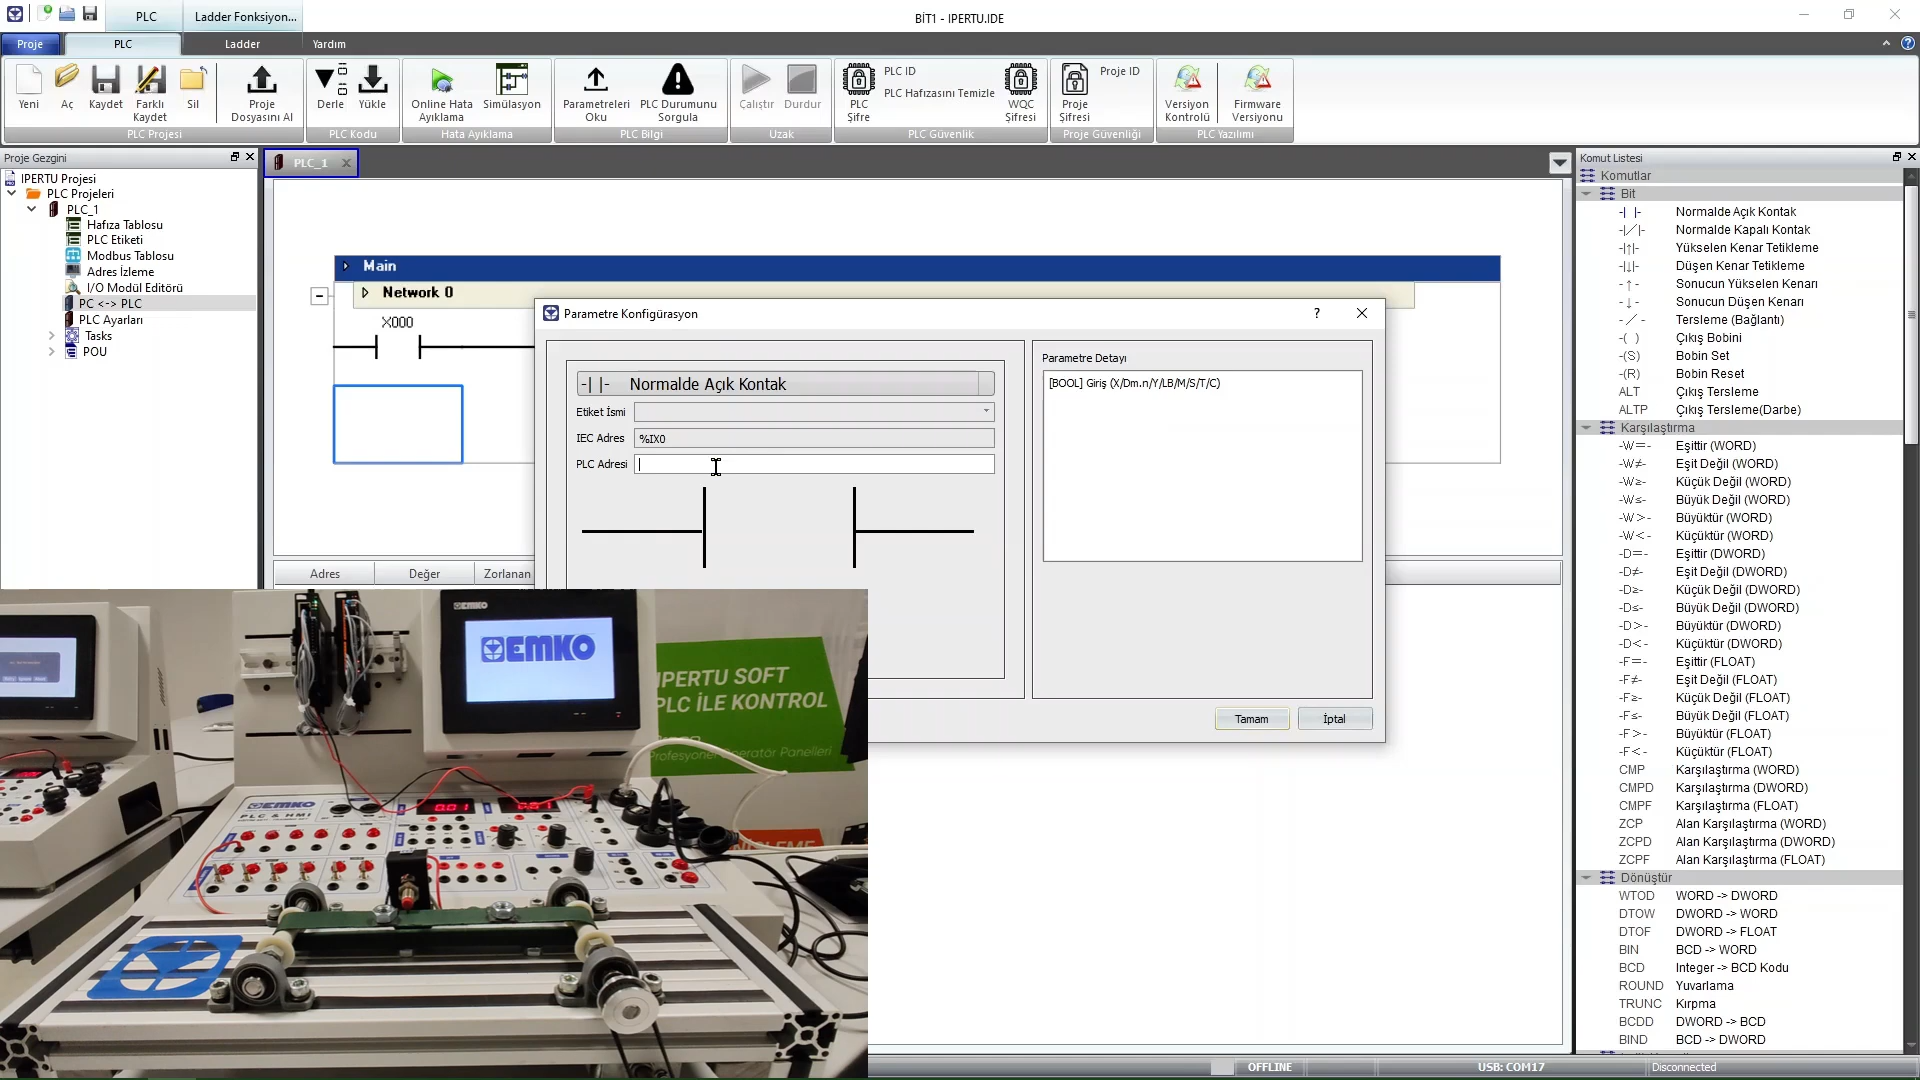 PLC
Ladder Fonksiyon...
BİT1 - IPERTU.IDE
Proje
PLC
Ladder
Yardım
Yeni
Aç
Kaydet
Farklı Kaydet
Sil
Proje Dosyasını Al
Derle
Yükle
Online Hata Ayıklama
Simülasyon
Parametreleri Oku
PLC Durumunu Sorgula
Çalıştır
Durdur
PLC Şifre
PLC ID
PLC Hafızasını Temizle
WQC Şifresi
Proje Şifresi
Proje ID
Versiyon Kontrolü
Firmware Versiyonu
PLC Projesi
PLC Kodu
Hata Ayıklama
PLC Bilgi
Uzak
PLC Güvenlik
Proje Güvenliği
PLC Yazılımı
Proje Gezgini
IPERTU Projesi
PLC Projeleri
PLC_1
Hafıza Tablosu
PLC Etiketi
Modbus Tablosu
Adres İzleme
I/O Modül Editörü
PC <-> PLC
PLC Ayarları
Tasks
POU
PLC_1
Main
Network 0
X000
Adres
Değer
Zorlanan
Parametre Konfigürasyon
?
-| |- Normalde Açık Kontak
Etiket İsmi
IEC Adres %IX0
PLC Adresi
Parametre Detayı
[BOOL] Giriş (X/Dm.n/Y/LB/M/S/T/C)
Tamam
İptal
Komut Listesi
Komutlar
Bit
-| |- Normalde Açık Kontak
-|/|- Normalde Kapalı Kontak
-|↑|- Yükselen Kenar Tetikleme
-|↓|- Düşen Kenar Tetikleme
-↑- Sonucun Yükselen Kenarı
-↓- Sonucun Düşen Kenarı
-/- Tersleme (Bağlantı)
-( ) Çıkış Bobini
-(S) Bobin Set
-(R) Bobin Reset
ALT Çıkış Tersleme
ALTP Çıkış Tersleme(Darbe)
Karşılaştırma
-W=- Eşittir (WORD)
-W≠- Eşit Değil (WORD)
-W≥- Küçük Değil (WORD)
-W≤- Büyük Değil (WORD)
-W>- Büyüktür (WORD)
-W<- Küçüktür (WORD)
-D=- Eşittir (DWORD)
-D≠- Eşit Değil (DWORD)
-D≥- Küçük Değil (DWORD)
-D≤- Büyük Değil (DWORD)
-D>- Büyüktür (DWORD)
-D<- Küçüktür (DWORD)
-F=- Eşittir (FLOAT)
-F≠- Eşit Değil (FLOAT)
-F≥- Küçük Değil (FLOAT)
-F≤- Büyük Değil (FLOAT)
-F>- Büyüktür (FLOAT)
-F<- Küçüktür (FLOAT)
CMP Karşılaştırma (WORD)
CMPD Karşılaştırma (DWORD)
CMPF Karşılaştırma (FLOAT)
ZCP Alan Karşılaştırma (WORD)
ZCPD Alan Karşılaştırma (DWORD)
ZCPF Alan Karşılaştırma (FLOAT)
Dönüştür
WTOD WORD -> DWORD
DTOW DWORD -> WORD
DTOF DWORD -> FLOAT
BIN BCD -> WORD
BCD Integer -> BCD Kodu
ROUND Yuvarlama
TRUNC Kırpma
BCDD DWORD -> BCD
BIND BCD -> DWORD
EMKO
EMKO
IPERTU SOFT
PLC İLE KONTROL
Profesyonel Operatör Panelleri
EMKO
PLC & HMI
0.01
OFFLINE
USB: COM17
Disconnected